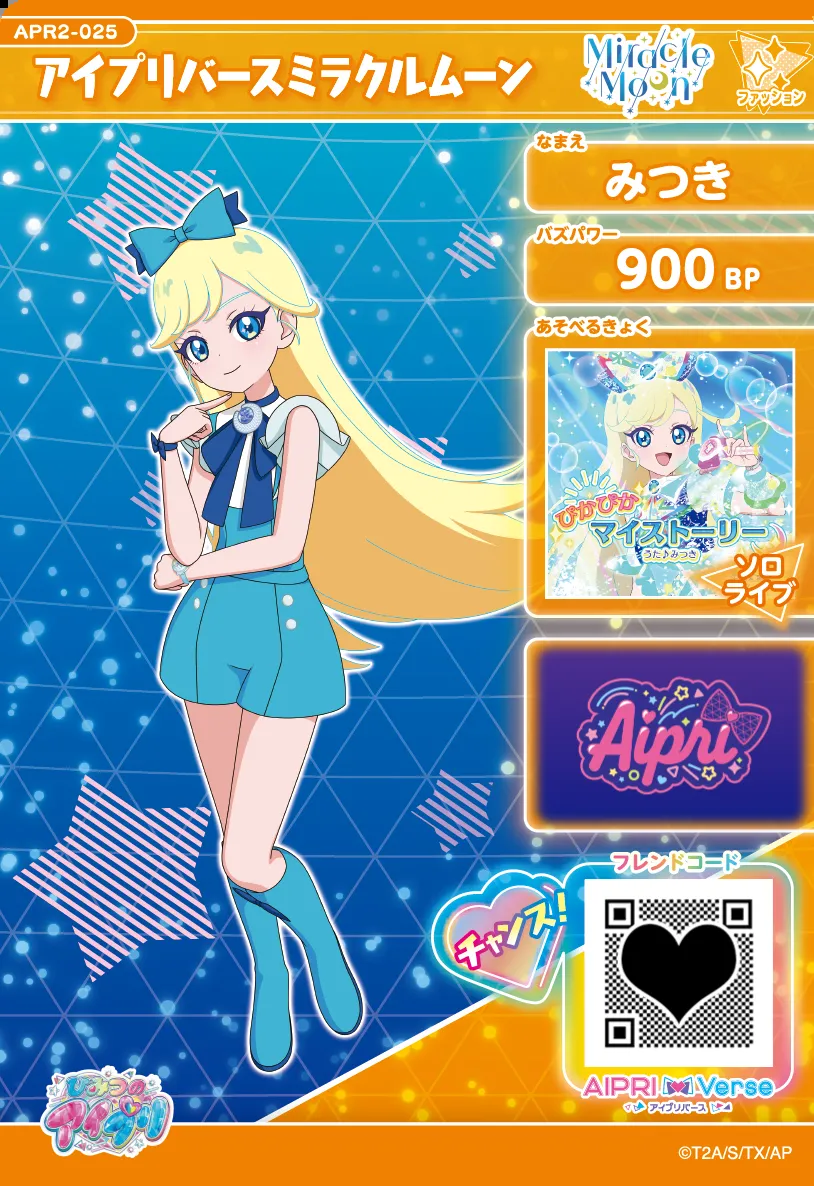 APR2-025
アイプリバースミラクルムーン
Miracle
Moon
ファッション
なまえ
みつき
バズパワー
900 BP
あそべるきょく
ぴかぴか
マイストーリー
うた♪みつき
ソロ
ライブ
Aipri
フレンドコード
チャンス!
AIPRI Verse
アイプリバース
ひみつの
アイプリ
©T2A/S/TX/AP